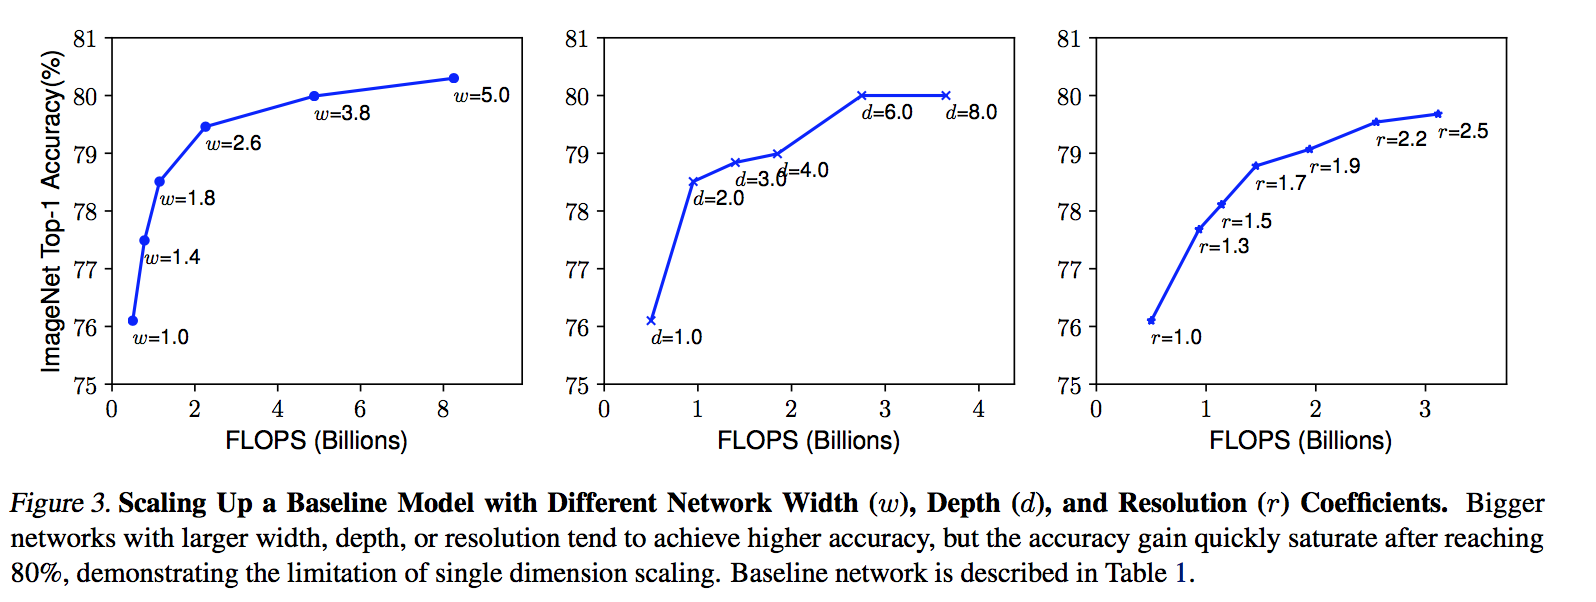 ImageNet Top-1 Accuracy(%)
81
80
79
78
77
76
75
w=1.0
w=1.4
w=1.8
w=2.6
w=3.8
w=5.0
0 2 4 6 8
FLOPS (Billions)
81
80
79
78
77
76
75
d=1.0
d=2.0
d=3.0
d=4.0
d=6.0
d=8.0
0 1 2 3 4
FLOPS (Billions)
81
80
79
78
77
76
75
r=1.0
r=1.3
r=1.5
r=1.7
r=1.9
r=2.2
r=2.5
0 1 2 3
FLOPS (Billions)
Figure 3. Scaling Up a Baseline Model with Different Network Width (w), Depth (d), and Resolution (r) Coefficients. Bigger
networks with larger width, depth, or resolution tend to achieve higher accuracy, but the accuracy gain quickly saturate after reaching
80%, demonstrating the limitation of single dimension scaling. Baseline network is described in Table 1.